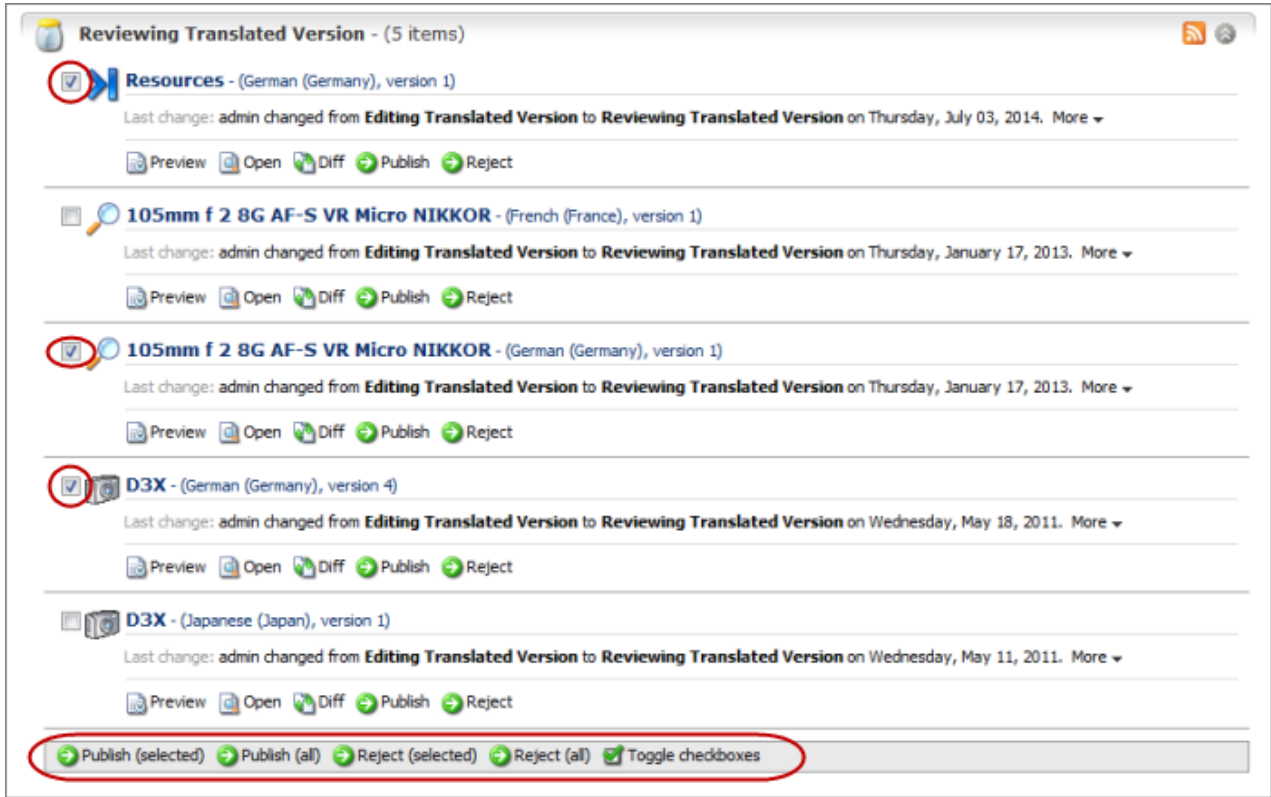 Reviewing Translated Version - (5 items)
Resources - (German (Germany), version 1)
Last change: admin changed from Editing Translated Version to Reviewing Translated Version on Thursday, July 03, 2014. More
Preview Open Diff Publish Reject
105mm f 2 8G AF-S VR Micro NIKKOR - (French (France), version 1)
Last change: admin changed from Editing Translated Version to Reviewing Translated Version on Thursday, January 17, 2013. More
Preview Open Diff Publish Reject
105mm f 2 8G AF-S VR Micro NIKKOR - (German (Germany), version 1)
Last change: admin changed from Editing Translated Version to Reviewing Translated Version on Thursday, January 17, 2013. More
Preview Open Diff Publish Reject
D3X - (German (Germany), version 4)
Last change: admin changed from Editing Translated Version to Reviewing Translated Version on Wednesday, May 18, 2011. More
Preview Open Diff Publish Reject
D3X - (Japanese (Japan), version 1)
Last change: admin changed from Editing Translated Version to Reviewing Translated Version on Wednesday, May 11, 2011. More
Preview Open Diff Publish Reject
Publish (selected) Publish (all) Reject (selected) Reject (all) Toggle checkboxes